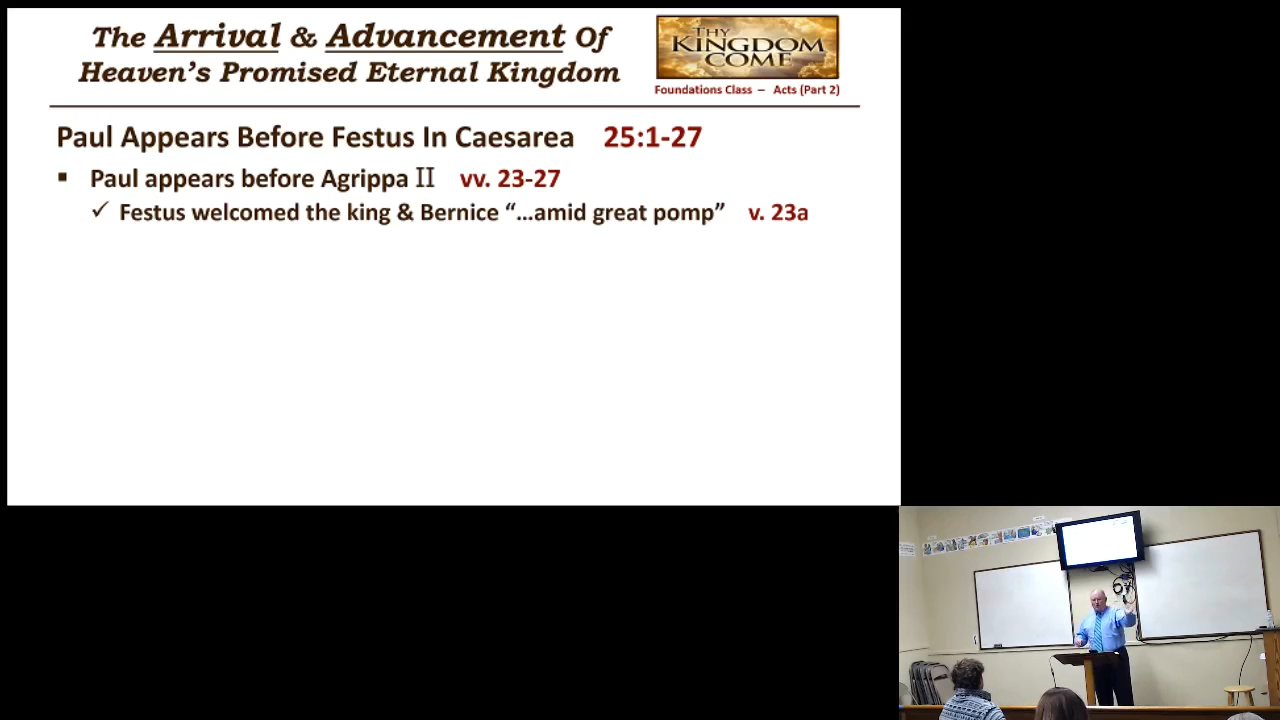 The Arrival & Advancement Of
Heaven's Promised Eternal Kingdom
THY
KINGDOM
COME
Foundations Class – Acts (Part 2)
Paul Appears Before Festus In Caesarea 25:1-27
▪ Paul appears before Agrippa II vv. 23-27
✓ Festus welcomed the king & Bernice “…amid great pomp” v. 23a